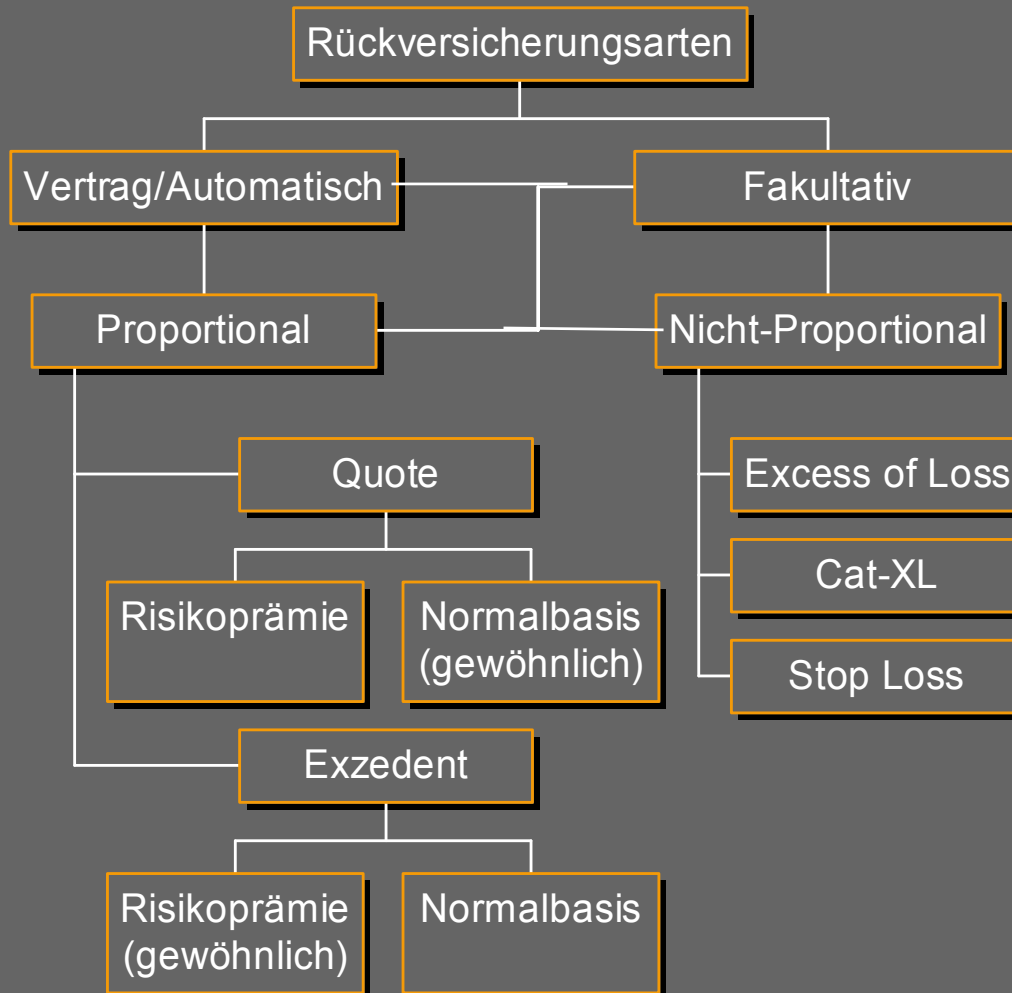 Rückversicherungsarten
Vertrag/Automatisch
Fakultativ
Proportional
Nicht-Proportional
Quote
Excess of Loss
Risikoprämie
Normalbasis
(gewöhnlich)
Cat-XL
Stop Loss
Exzedent
Risikoprämie
(gewöhnlich)
Normalbasis